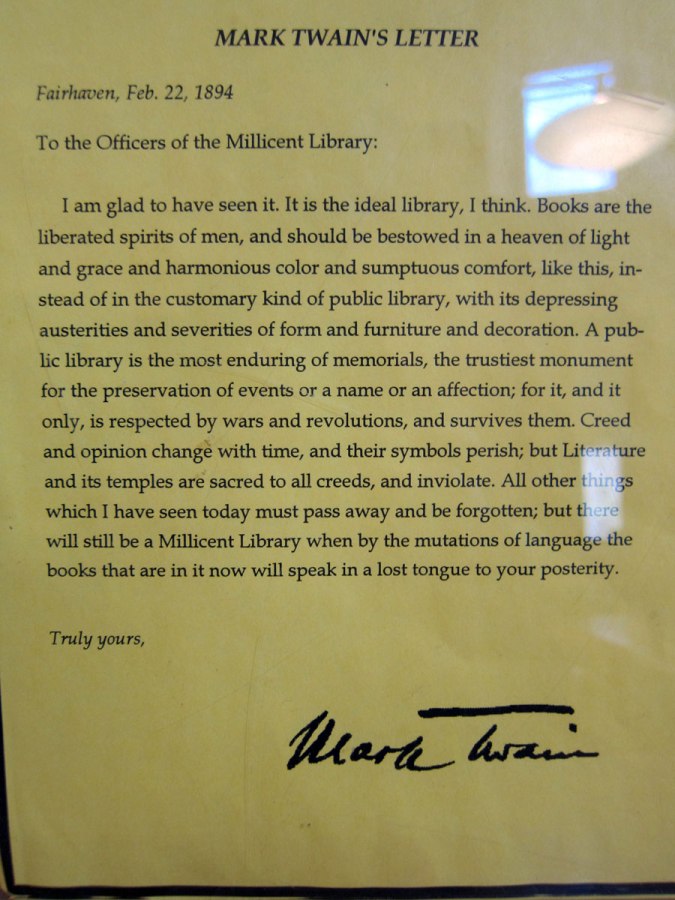 MARK TWAIN'S LETTER
Fairhaven, Feb. 22, 1894
To the Officers of the Millicent Library:
I am glad to have seen it. It is the ideal library, I think. Books are the
liberated spirits of men, and should be bestowed in a heaven of light
and grace and harmonious color and sumptuous comfort, like this, in-
stead of in the customary kind of public library, with its depressing
austerities and severities of form and furniture and decoration. A pub-
lic library is the most enduring of memorials, the trustiest monument
for the preservation of events or a name or an affection; for it, and it
only, is respected by wars and revolutions, and survives them. Creed
and opinion change with time, and their symbols perish; but Literature
and its temples are sacred to all creeds, and inviolate. All other things
which I have seen today must pass away and be forgotten; but there
will still be a Millicent Library when by the mutations of language the
books that are in it now will speak in a lost tongue to your posterity.
Truly yours,
Mark Twain